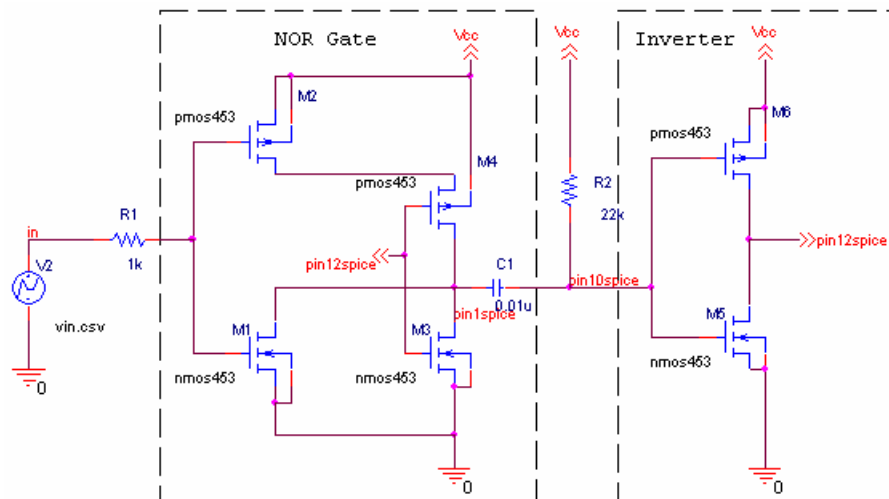 NOR Gate
Vcc
Vcc
Inverter
Vcc
M2
pmos453
M6
pmos453
M4
pmos453
R2
22k
R1
in
1k
V2
vin.csv
0
pin12spice
C1
0.01u
pin1spice
pin10spice
pin12spice
M1
nmos453
M3
nmos453
M5
nmos453
0
0